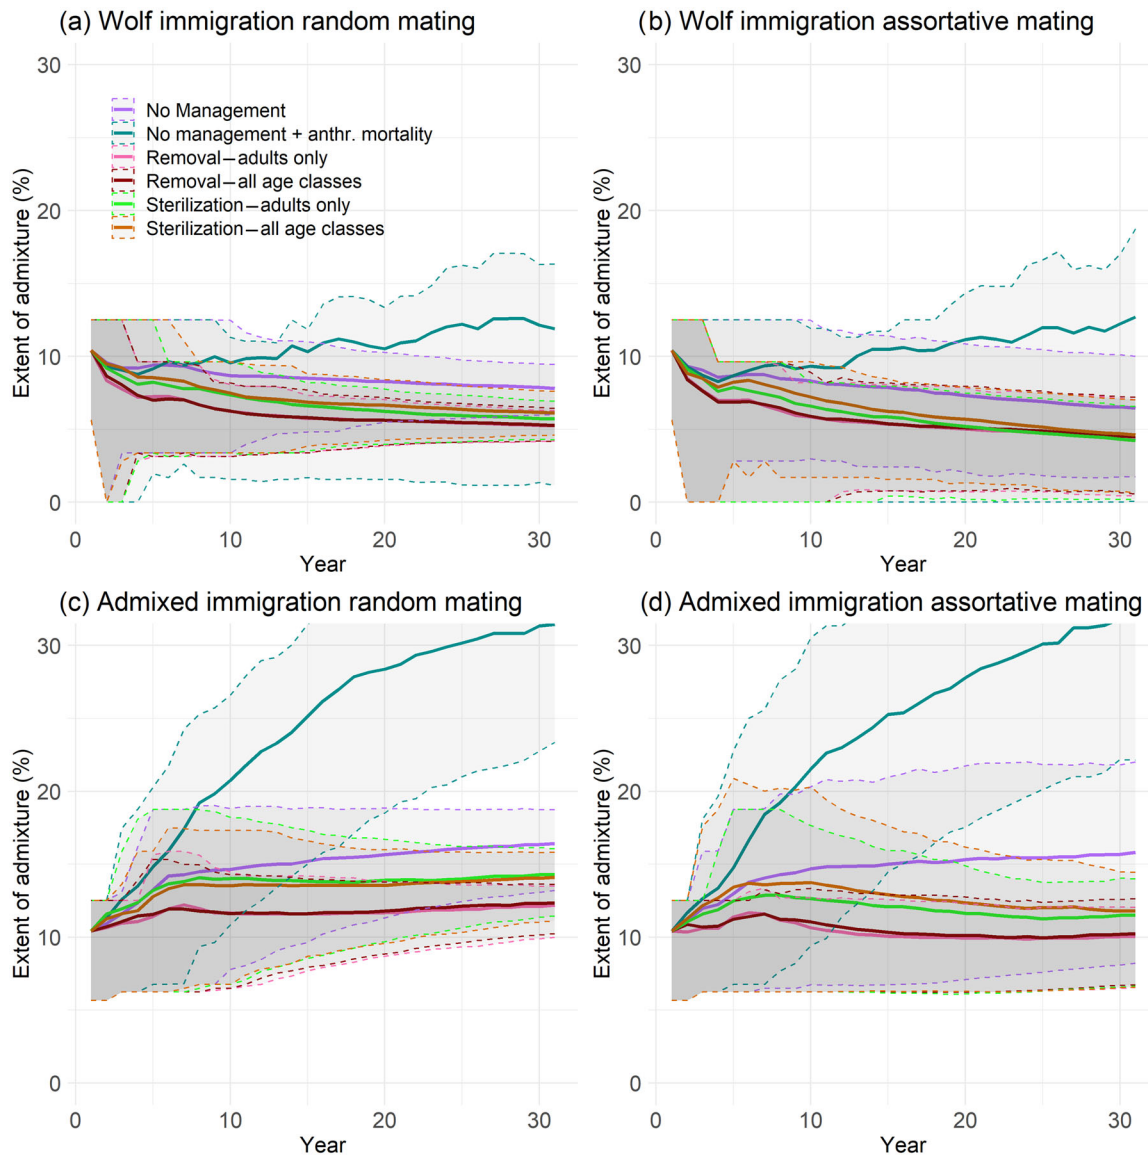 (a) Wolf immigration random mating
(b) Wolf immigration assortative mating
30
20
10
0
Extent of admixture (%)
No Management
No management + anthr. mortality
Removal–adults only
Removal–all age classes
Sterilization–adults only
Sterilization–all age classes
0 10 20 30
Year
30
20
10
0
Extent of admixture (%)
0 10 20 30
Year
(c) Admixed immigration random mating
(d) Admixed immigration assortative mating
30
20
10
0
Extent of admixture (%)
0 10 20 30
Year
30
20
10
0
Extent of admixture (%)
0 10 20 30
Year